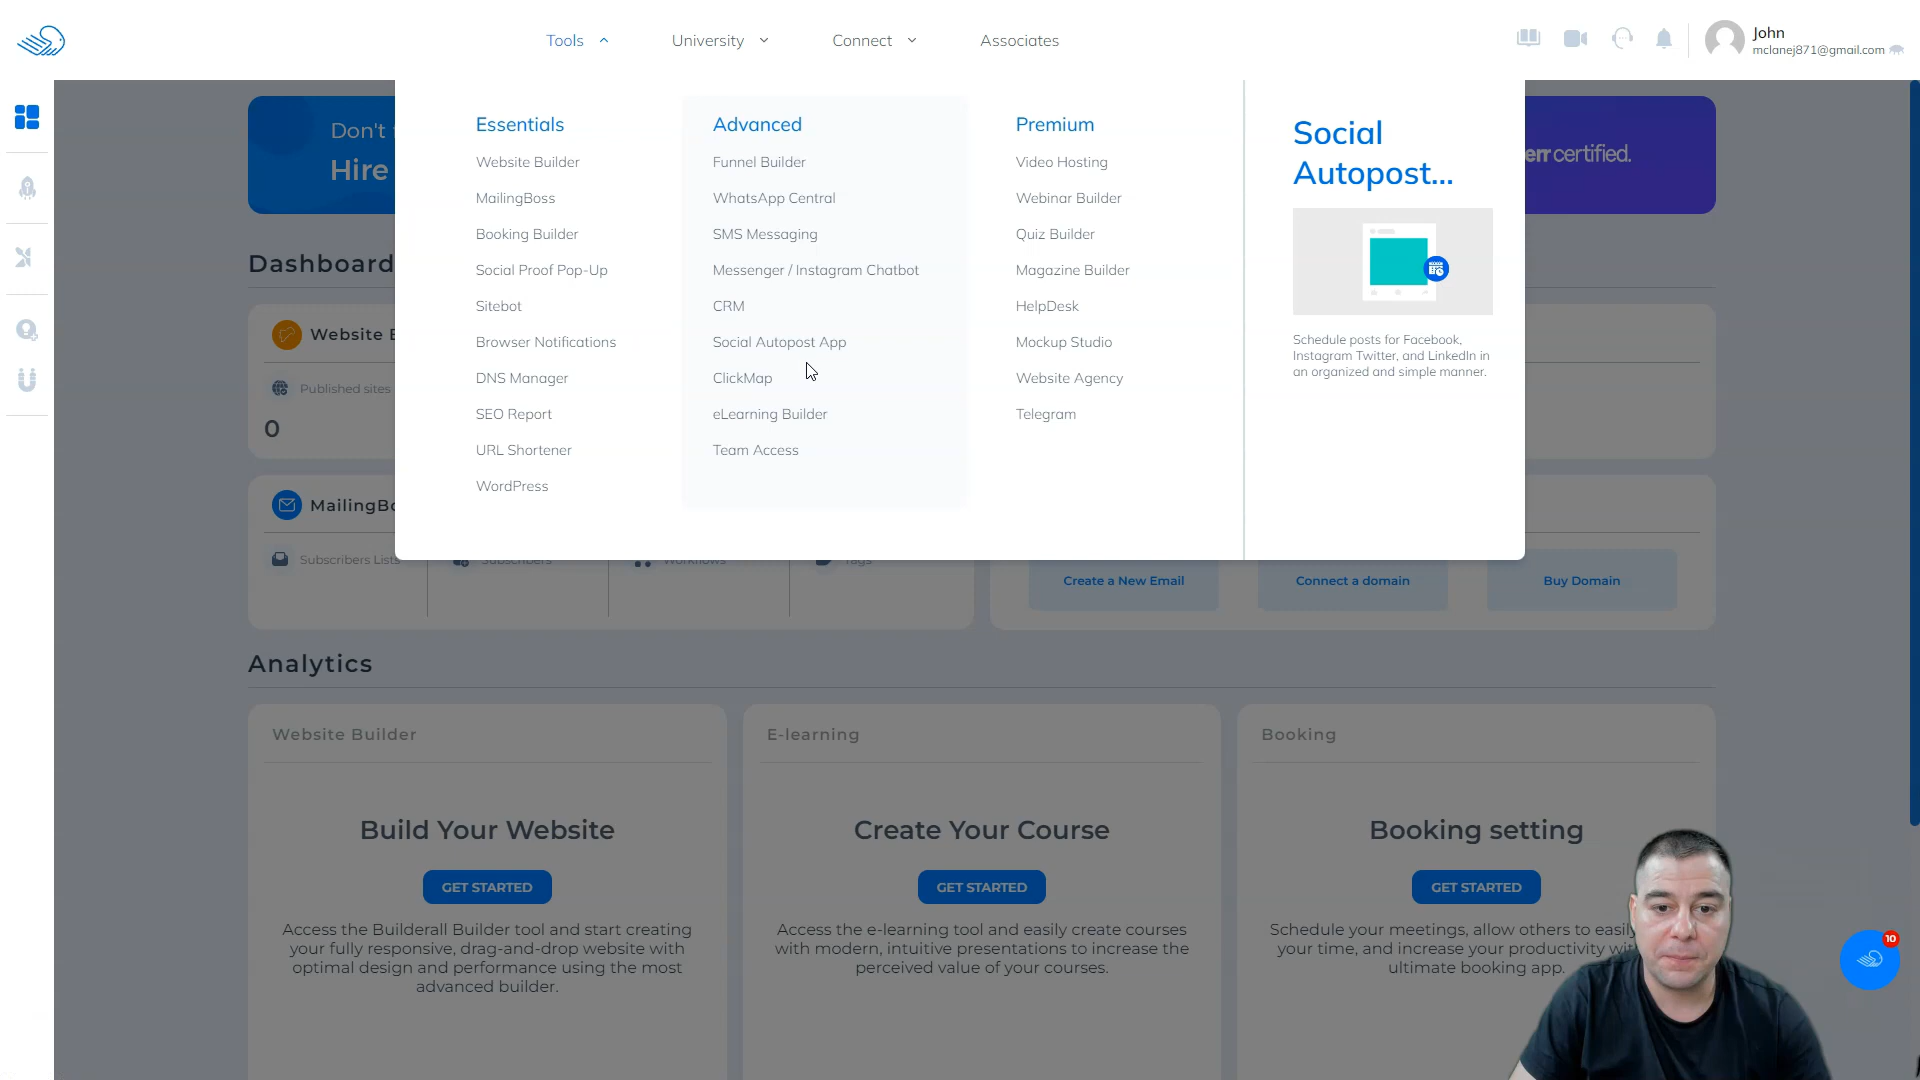 Tools
University
Connect
Associates
John
mclanej871@gmail.com
Don't
Hire
err certified.
Essentials
Website Builder
MailingBoss
Booking Builder
Social Proof Pop-Up
Sitebot
Browser Notifications
DNS Manager
SEO Report
URL Shortener
WordPress
Advanced
Funnel Builder
WhatsApp Central
SMS Messaging
Messenger / Instagram Chatbot
CRM
Social Autopost App
ClickMap
eLearning Builder
Team Access
Premium
Video Hosting
Webinar Builder
Quiz Builder
Magazine Builder
HelpDesk
Mockup Studio
Website Agency
Telegram
Social
Autopost...
Schedule posts for Facebook,
Instagram Twitter, and LinkedIn in
an organized and simple manner.
Dashboard
Website
Published sites
0
MailingBo
Subscribers Lists
Subscribers
Workflows
Tags
Create a New Email
Connect a domain
Buy Domain
Analytics
Website Builder
Build Your Website
GET STARTED
Access the Builderall Builder tool and start creating
your fully responsive, drag-and-drop website with
optimal design and performance using the most
advanced builder.
E-learning
Create Your Course
GET STARTED
Access the e-learning tool and easily create courses
with modern, intuitive presentations to increase the
perceived value of your courses.
Booking
Booking setting
GET STARTED
Schedule your meetings, allow others to easi
your time, and increase your productivity wi
ultimate booking app.
10